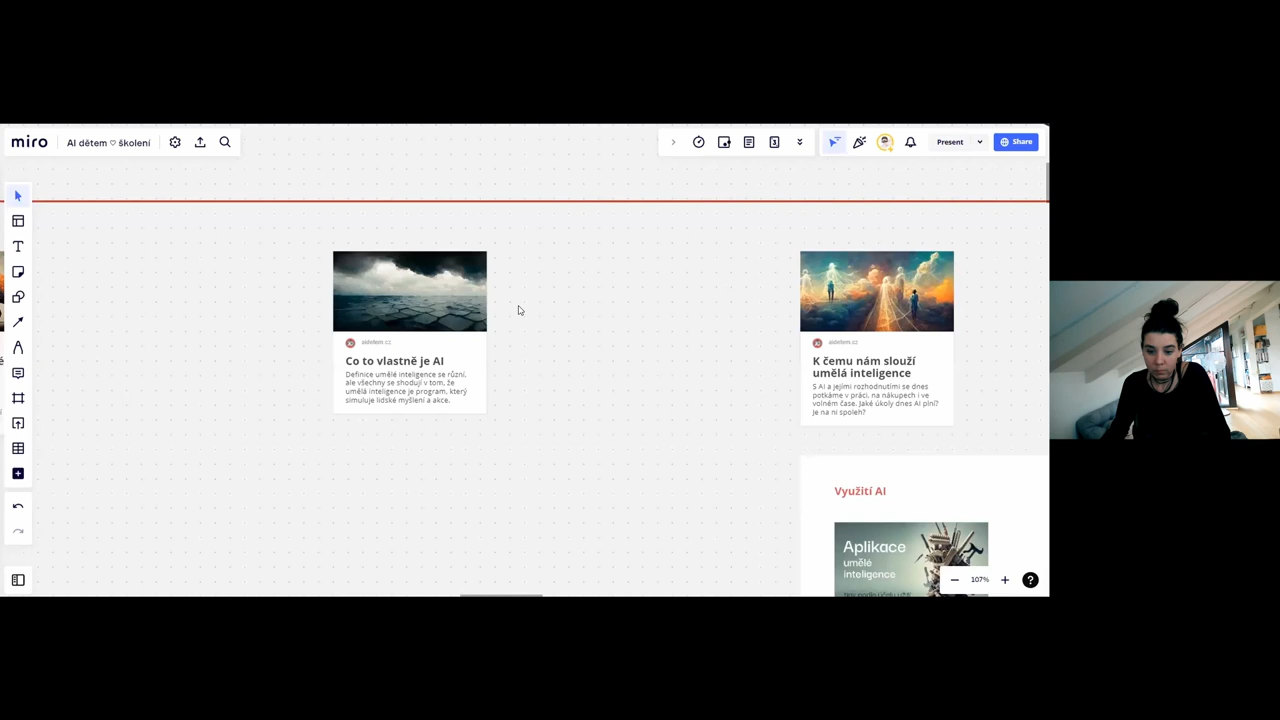 miro
AI dětem ♡ školení
3
Present
Share
aidetem.cz
Co to vlastně je AI
Definice umělé inteligence se různí,
ale všechny se shodují v tom, že
umělá inteligence je program, který
simuluje lidské myšlení a akce.
aidetem.cz
K čemu nám slouží
umělá inteligence
S AI a jejími rozhodnutími se dnes
potkáme v práci, na nákupech i ve
volném čase. Jaké úkoly dnes AI plní?
Je na ni spoleh?
Využití AI
Aplikace
umělé
inteligence
107%